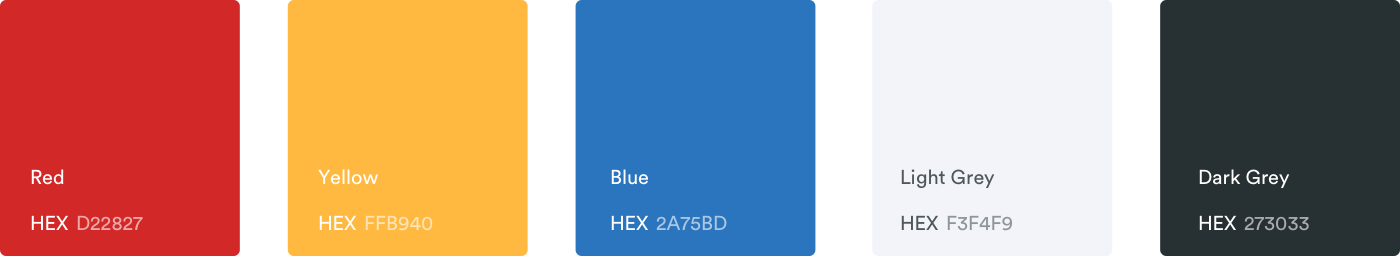 Red
HEX D22827
Yellow
HEX FFB940
Blue
HEX 2A75BD
Light Grey
HEX F3F4F9
Dark Grey
HEX 273033